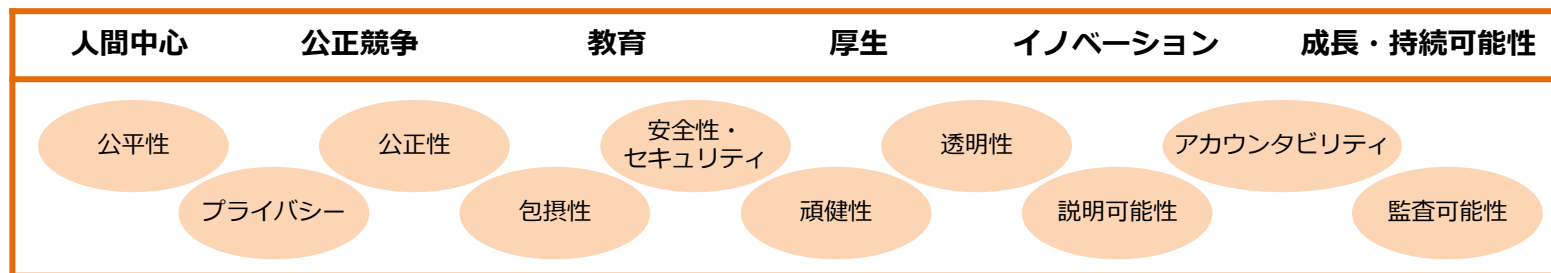 人間中心 公正競争 教育 厚生 イノベーション 成長・持続可能性
公平性 公正性 安全性・
セキュリティ 透明性 アカウンタビリティ
プライバシー 包摂性 頑健性 説明可能性 監査可能性